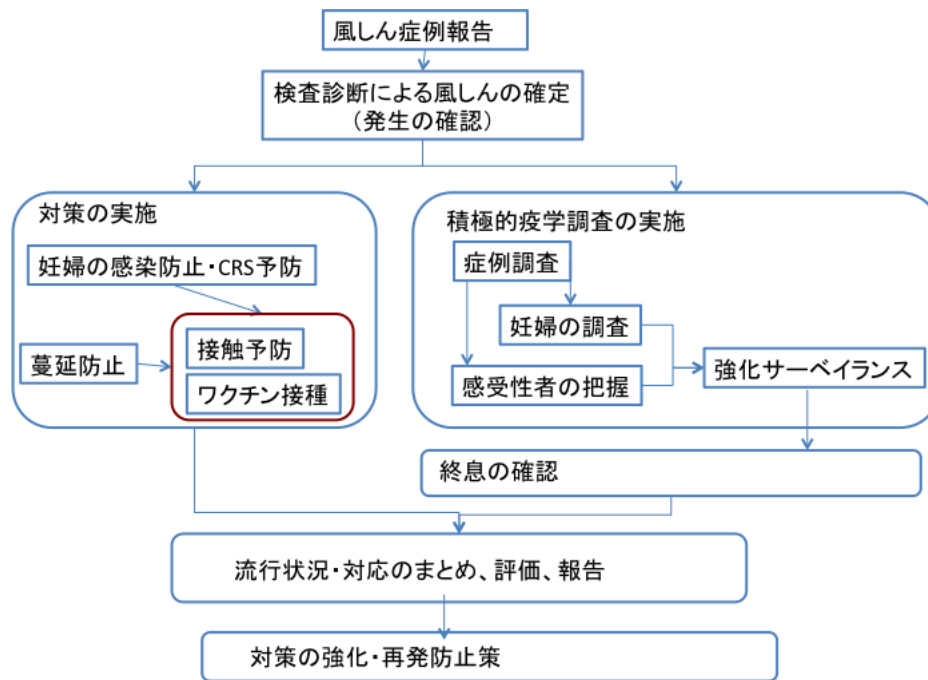 風しん症例報告
検査診断による風しんの確定
(発生の確認)
対策の実施
妊婦の感染防止・CRS予防
蔓延防止
接触予防
ワクチン接種
積極的疫学調査の実施
症例調査
妊婦の調査
感受性者の把握
強化サーベイランス
終息の確認
流行状況・対応のまとめ、評価、報告
対策の強化・再発防止策